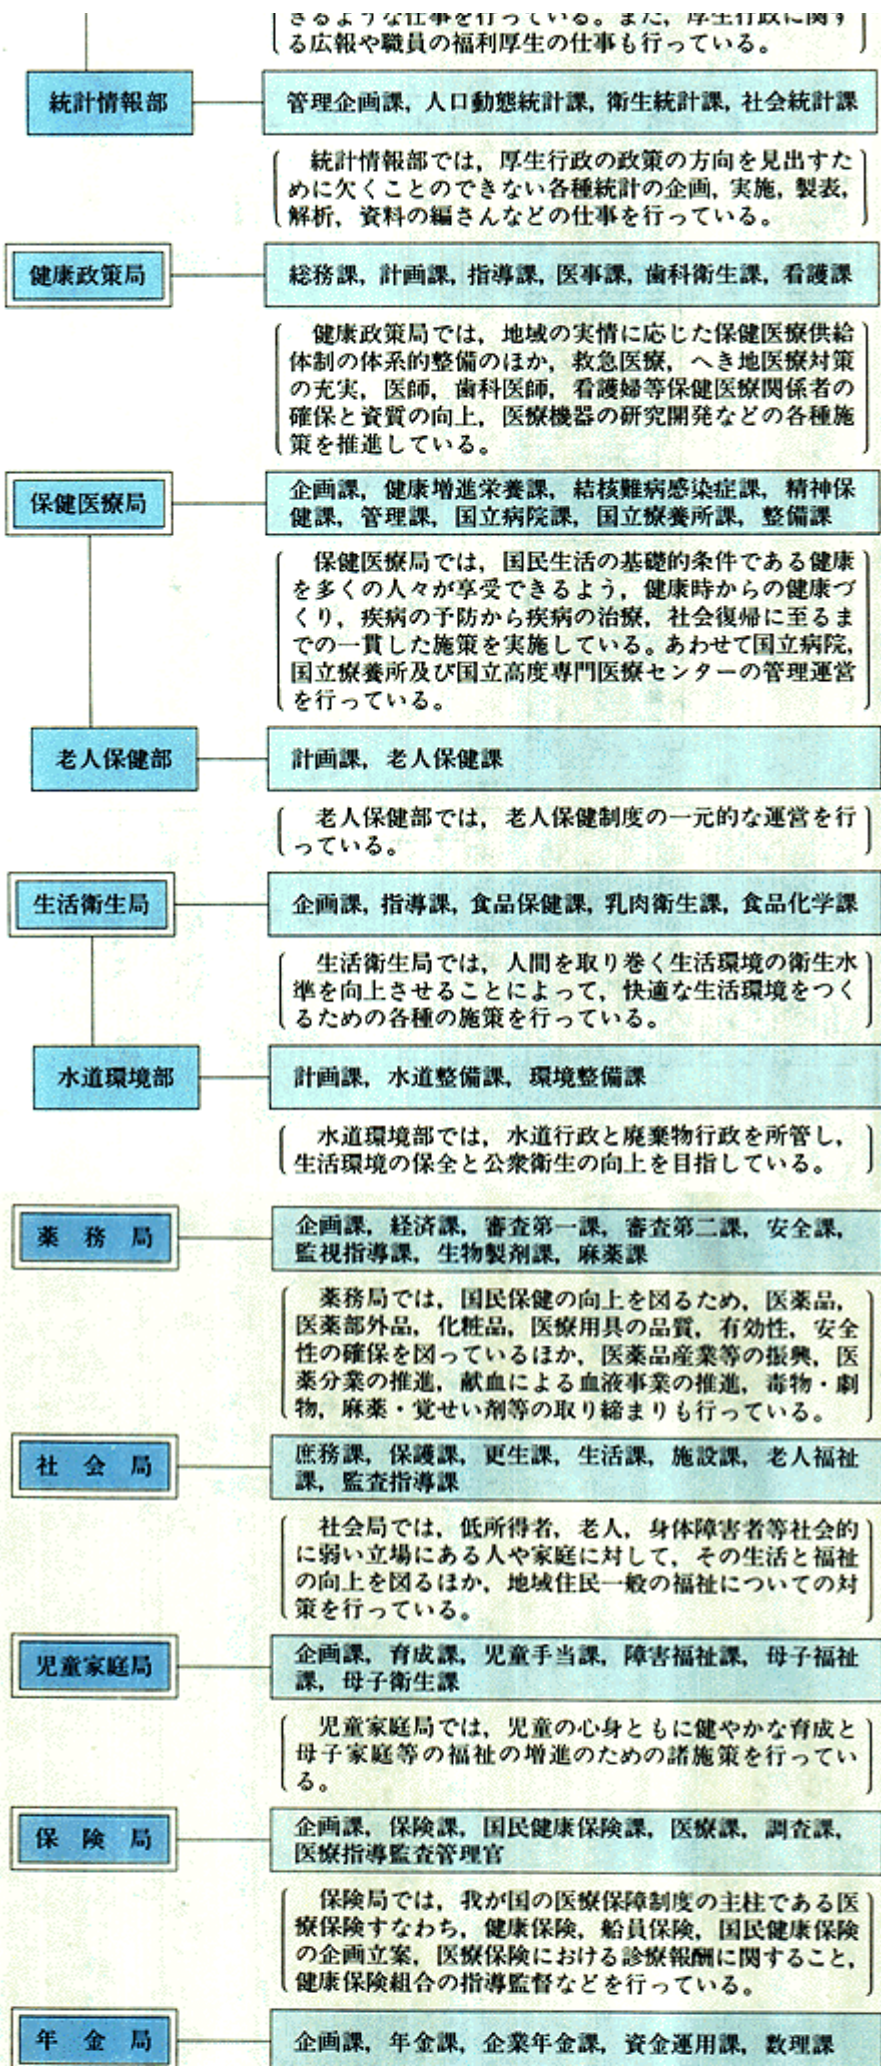 きるような仕事を行っている。また，厚生行政に関す
る広報や職員の福利厚生の仕事も行っている。
統計情報部
管理企画課，人口動態統計課，衛生統計課，社会統計課
統計情報部では，厚生行政の政策の方向を見出すた
めに欠くことのできない各種統計の企画，実施，製表，
解析，資料の編さんなどの仕事を行っている。
健康政策局
総務課，計画課，指導課，医事課，歯科衛生課，看護課
健康政策局では，地域の実情に応じた保健医療供給
体制の体系的整備のほか，救急医療，へき地医療対策
の充実，医師，歯科医師，看護婦等保健医療関係者の
確保と資質の向上，医療機器の研究開発などの各種施
策を推進している。
保健医療局
企画課，健康増進栄養課，結核難病感染症課，精神保
健課，管理課，国立病院課，国立療養所課，整備課
保健医療局では，国民生活の基礎的条件である健康
を多くの人々が享受できるよう，健康時からの健康づ
くり，疾病の予防から疾病の治療，社会復帰に至るま
での一貫した施策を実施している。あわせて国立病院，
国立療養所及び国立高度専門医療センターの管理運営
を行っている。
老人保健部
計画課，老人保健課
老人保健部では，老人保健制度の一元的な運営を行
っている。
生活衛生局
企画課，指導課，食品保健課，乳肉衛生課，食品化学課
生活衛生局では，人間を取り巻く生活環境の衛生水
準を向上させることによって，快適な生活環境をつく
るための各種の施策を行っている。
水道環境部
計画課，水道整備課，環境整備課
水道環境部では，水道行政と廃棄物行政を所管し，
生活環境の保全と公衆衛生の向上を目指している。
薬務局
企画課，経済課，審査第一課，審査第二課，安全課，
監視指導課，生物製剤課，麻薬課
薬務局では，国民保健の向上を図るため，医薬品，
医薬部外品，化粧品，医療用具の品質，有効性，安全
性の確保を図っているほか，医薬品産業等の振興，医
薬分業の推進，献血による血液事業の推進，毒物・劇
物，麻薬・覚せい剤等の取り締まりも行っている。
社会局
庶務課，保護課，更生課，生活課，施設課，老人福祉
課，監査指導課
社会局では，低所得者，老人，身体障害者等社会的
に弱い立場にある人や家庭に対して，その生活と福祉
の向上を図るほか，地域住民一般の福祉についての対
策を行っている。
児童家庭局
企画課，育成課，児童手当課，障害福祉課，母子福祉
課，母子衛生課
児童家庭局では，児童の心身ともに健やかな育成と
母子家庭等の福祉の増進のための諸施策を行ってい
る。
保険局
企画課，保険課，国民健康保険課，医療課，調査課，
医療指導監査管理官
保険局では，我が国の医療保障制度の主柱である医
療保険すなわち，健康保険，船員保険，国民健康保険
の企画立案，医療保険における診療報酬に関すること，
健康保険組合の指導監督などを行っている。
年金局
企画課，年金課，企業年金課，資金運用課，数理課